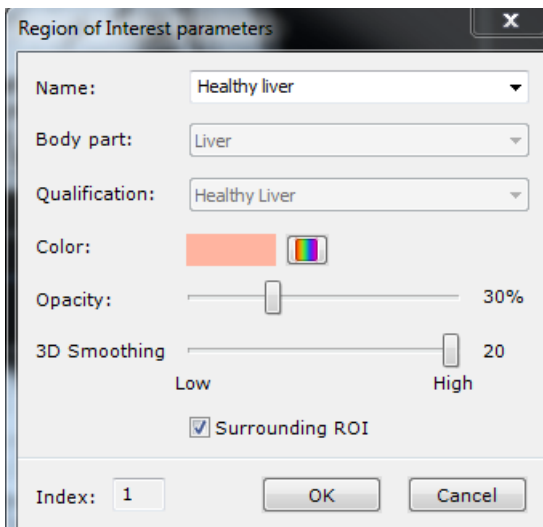 Region of Interest parameters
x
Name: Healthy liver
Body part: Liver
Qualification: Healthy Liver
Color:
Opacity: 30%
3D Smoothing 20
Low High
Surrounding ROI
Index: 1 OK Cancel